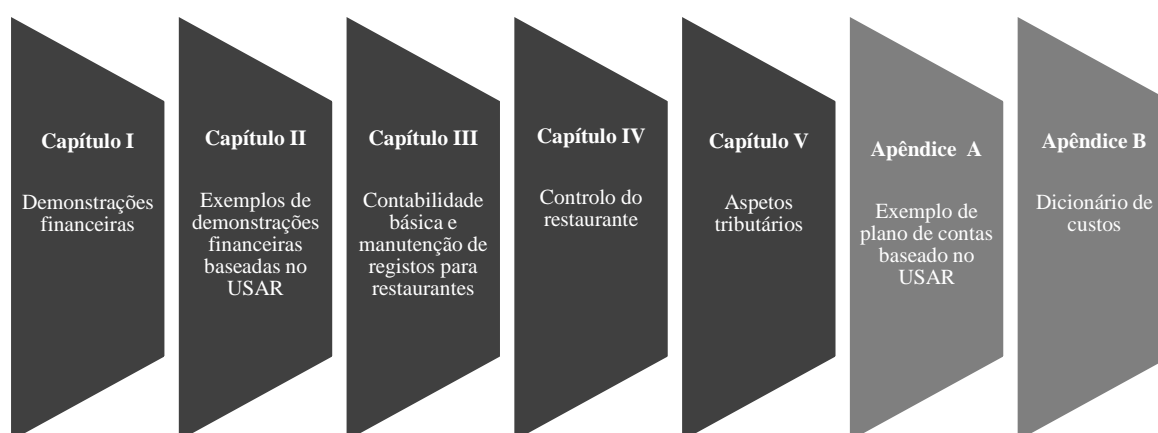 Capítulo I
Demonstrações
financeiras
Capítulo II
Exemplos de
demonstrações
financeiras
baseadas no
USAR
Capítulo III
Contabilidade
básica e
manutenção de
registos para
restaurantes
Capítulo IV
Controlo do
restaurante
Capítulo V
Aspetos
tributários
Apêndice A
Exemplo de
plano de contas
baseado no
USAR
Apêndice B
Dicionário de
custos